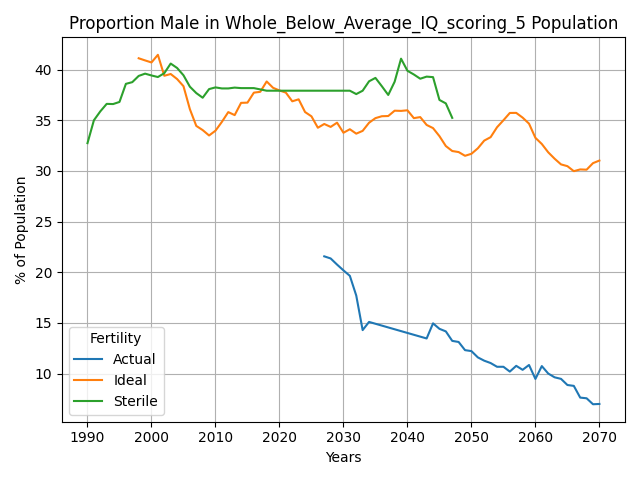 Proportion Male in Whole_Below_Average_IQ_scoring_5 Population
% of Population
40
35
30
25
20
15
10
Fertility
Actual
Ideal
Sterile
1990 2000 2010 2020 2030 2040 2050 2060 2070
Years